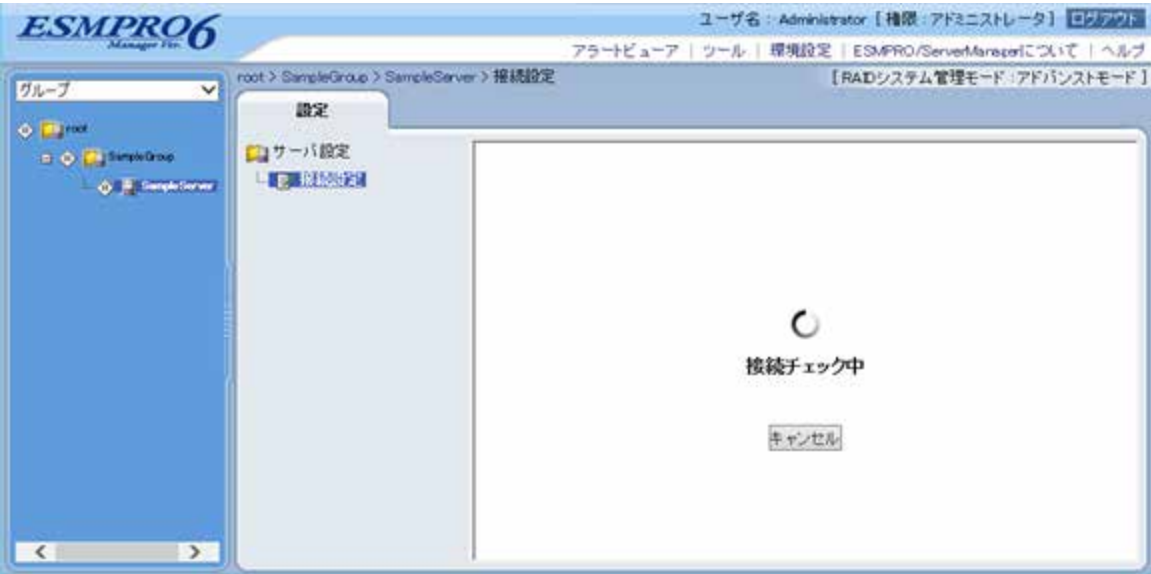 ESMPRO6
Manager Ver.
ユーザ名 : Administrator [ 権限 : アドミニストレータ ] ログアウト
アラートビューア | ツール | 環境設定 | ESMPRO/ServerManagerについて | ヘルプ
グループ
root
SampleGroup
SampleServer
root > SampleGroup > SampleServer > 接続設定
[ RAIDシステム管理モード : アドバンストモード ]
設定
サーバ設定
接続設定
接続チェック中
キャンセル